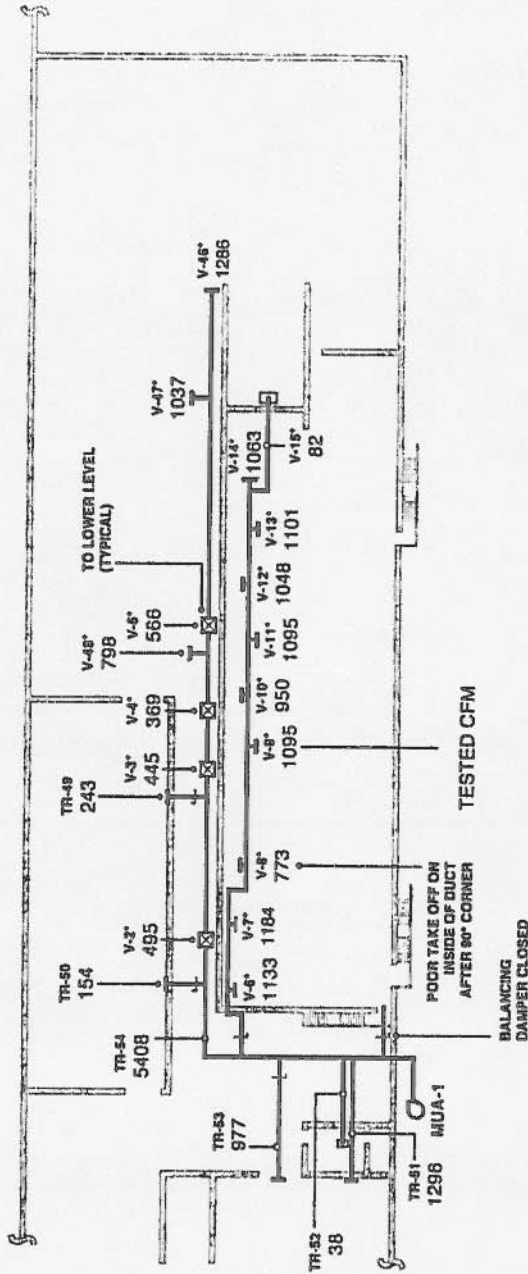 TR-50
154
TR-49
243
TO LOWER LEVEL
(TYPICAL)
V-2*
495
V-3*
445
V-4*
369
V-48*
798
V-5*
566
V-47*
1037
V-46*
1286
TR-54
5408
V-6*
1133
V-7*
1184
V-8*
773
V-9*
1095
V-10*
950
V-11*
1095
V-12*
1048
V-13*
1101
V-14*
1063
V-15*
82
TR-53
977
TR-52
38
TR-51
1296
MUA-1
POOR TAKE OFF ON
INSIDE OF DUCT
AFTER 90° CORNER
TESTED CFM
BALANCING
DAMPER CLOSED